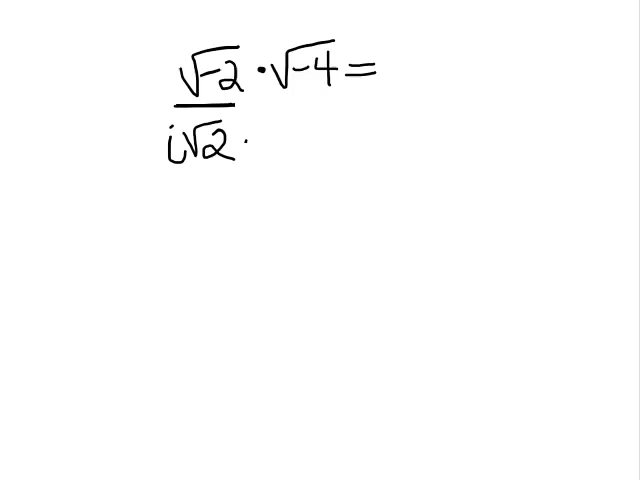 √-2 · √-4 =
i√2 ·